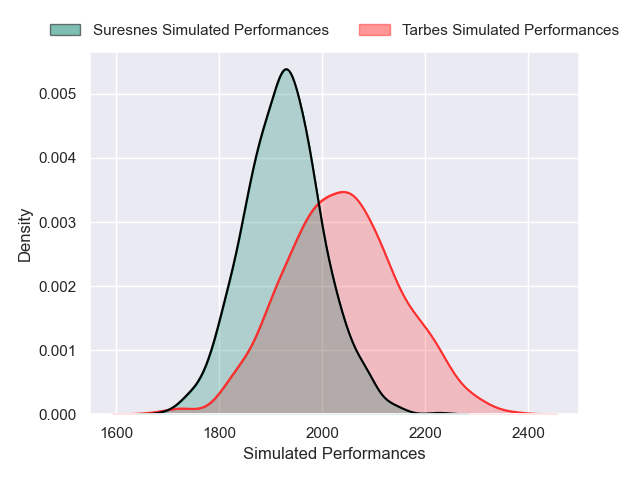 Suresnes Simulated Performances Tarbes Simulated Performances
0.005
0.004
0.003
0.002
0.001
0.000
Density
1600 1800 2000 2200 2400
Simulated Performances